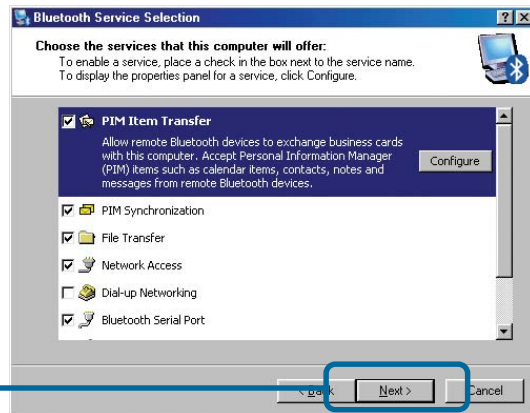 Bluetooth Service Selection
Choose the services that this computer will offer:
To enable a service, place a check in the box next to the service name.
To display the properties panel for a service, click Configure.
PIM Item Transfer
Allow remote Bluetooth devices to exchange business cards
with this computer. Accept Personal Information Manager
(PIM) items such as calendar items, contacts, notes and
messages from remote Bluetooth devices.
Configure
PIM Synchronization
File Transfer
Network Access
Dial-up Networking
Bluetooth Serial Port
< Back Next > Cancel